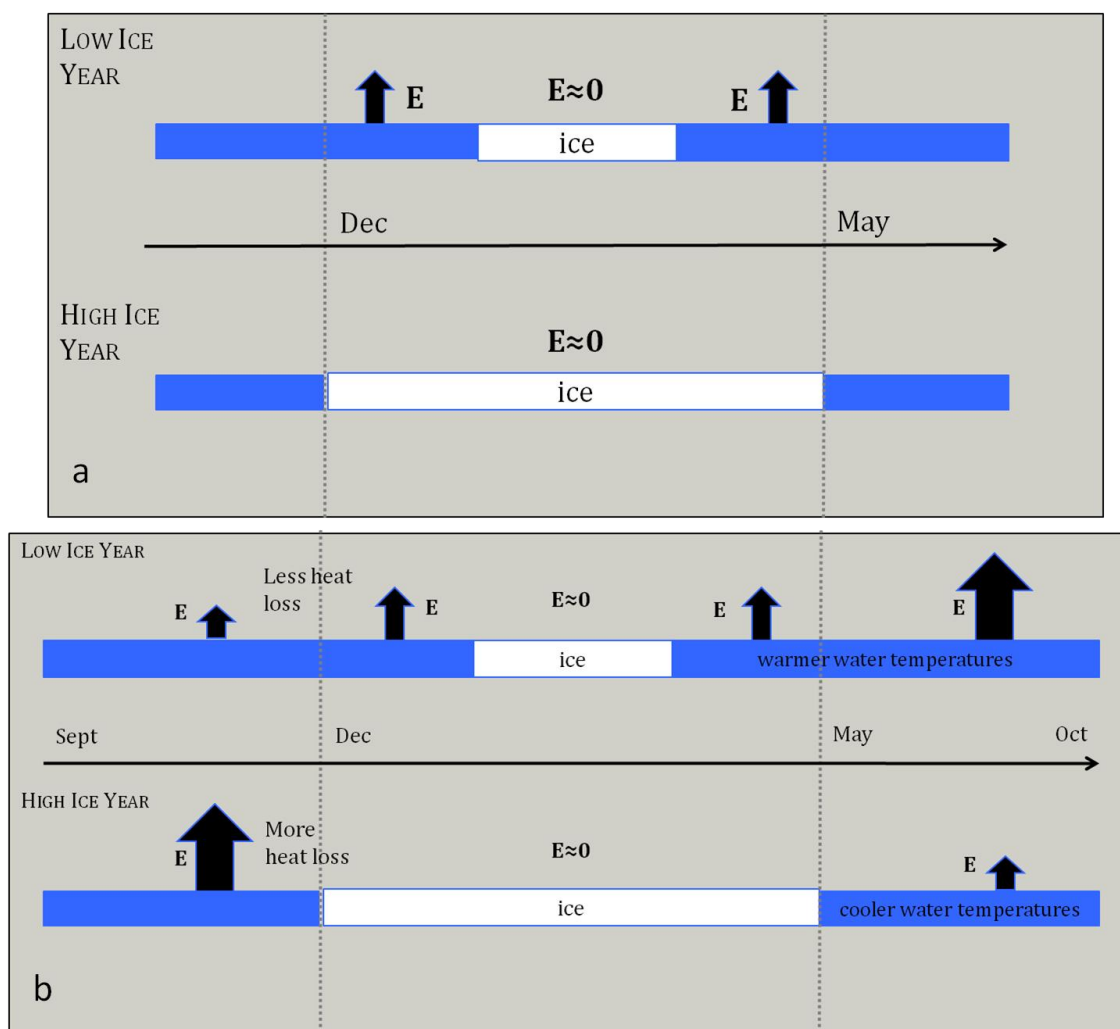 LOW ICE
YEAR
E
E≈0
E
ice
Dec
May
HIGH ICE
YEAR
E≈0
ice
a
LOW ICE YEAR
Less heat
loss
E
E
E≈0
E
E
ice
warmer water temperatures
Sept
Dec
May
Oct
HIGH ICE YEAR
More
heat loss
E
E≈0
E
ice
cooler water temperatures
b